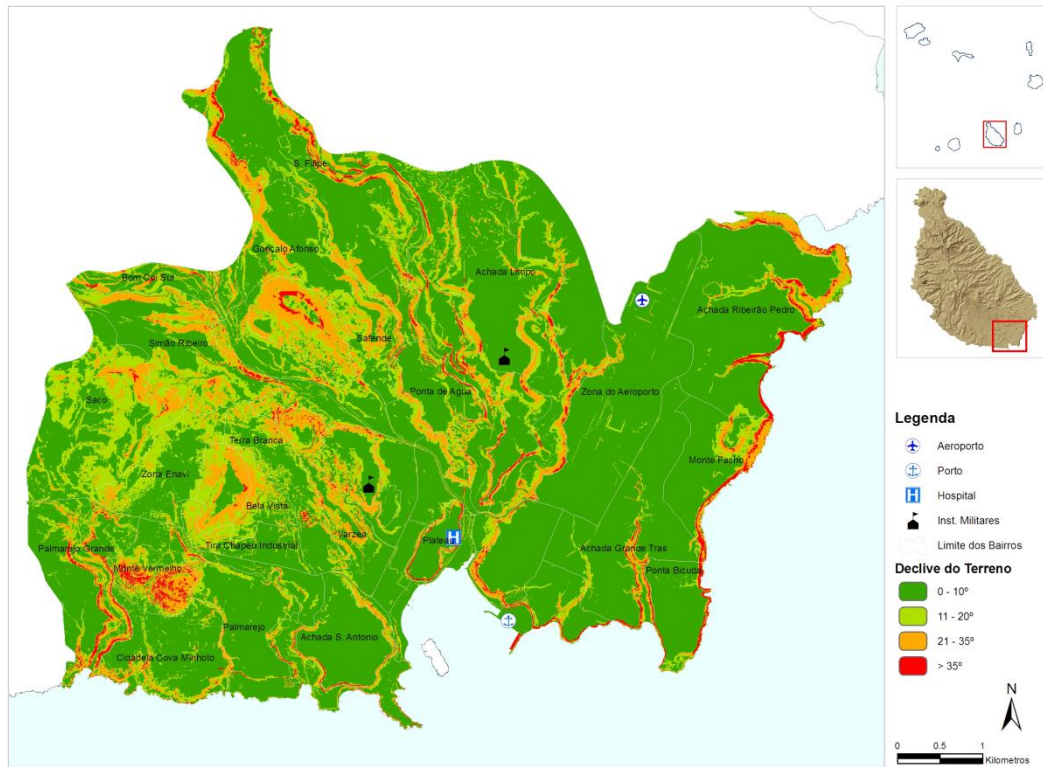 S. Filipe
Gonçalo Afonso
Bom Coi Sul
Achada Limpo
Achada Ribeirão Pedro
Simão Ribeiro
Safende
Ponta de Agua
Zona do Aeroporto
Saco
Terra Branca
Monte Facho
Zona Enavi
Bela Vista
Varzea
Plateau
H
Tira Chapeu Industrial
Palmarejo Grande
Achada Grande Tras
Monte Vermelho
Ponta Bicuda
Palmarejo
Achada S. Antonio
Cidadela Cova Minhoto
Legenda
Aeroporto
Porto
H
Hospital
Inst. Militares
Limite dos Bairros
Declive do Terreno
0 - 10º
11 - 20º
21 - 35º
> 35º
N
0 0.5 1
Kilometros